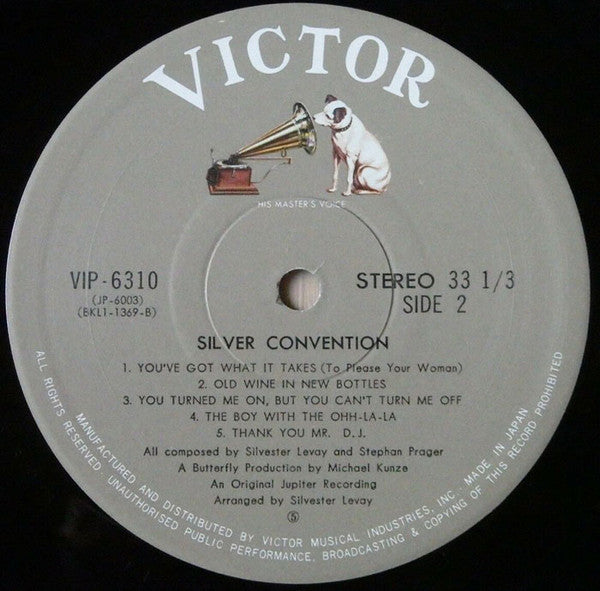 VICTOR
HIS MASTER'S VOICE
VIP-6310
(JP-6003)
(BKL1-1369-B)
STEREO 33 1/3
SIDE 2
SILVER CONVENTION
1. YOU'VE GOT WHAT IT TAKES (To Please Your Woman)
2. OLD WINE IN NEW BOTTLES
3. YOU TURNED ME ON, BUT YOU CAN'T TURN ME OFF
4. THE BOY WITH THE OHH-LA-LA
5. THANK YOU MR. D.J.
All composed by Silvester Levay and Stephan Prager
A Butterfly Production by Michael Kunze
An Original Jupiter Recording
Arranged by Silvester Levay
⑤
MANUFACTURED AND DISTRIBUTED BY VICTOR MUSICAL INDUSTRIES, INC.; MADE IN JAPAN
ALL RIGHTS RESERVED. UNAUTHORISED PUBLIC PERFORMANCE, BROADCASTING & COPYING OF THIS RECORD PROHIBITED